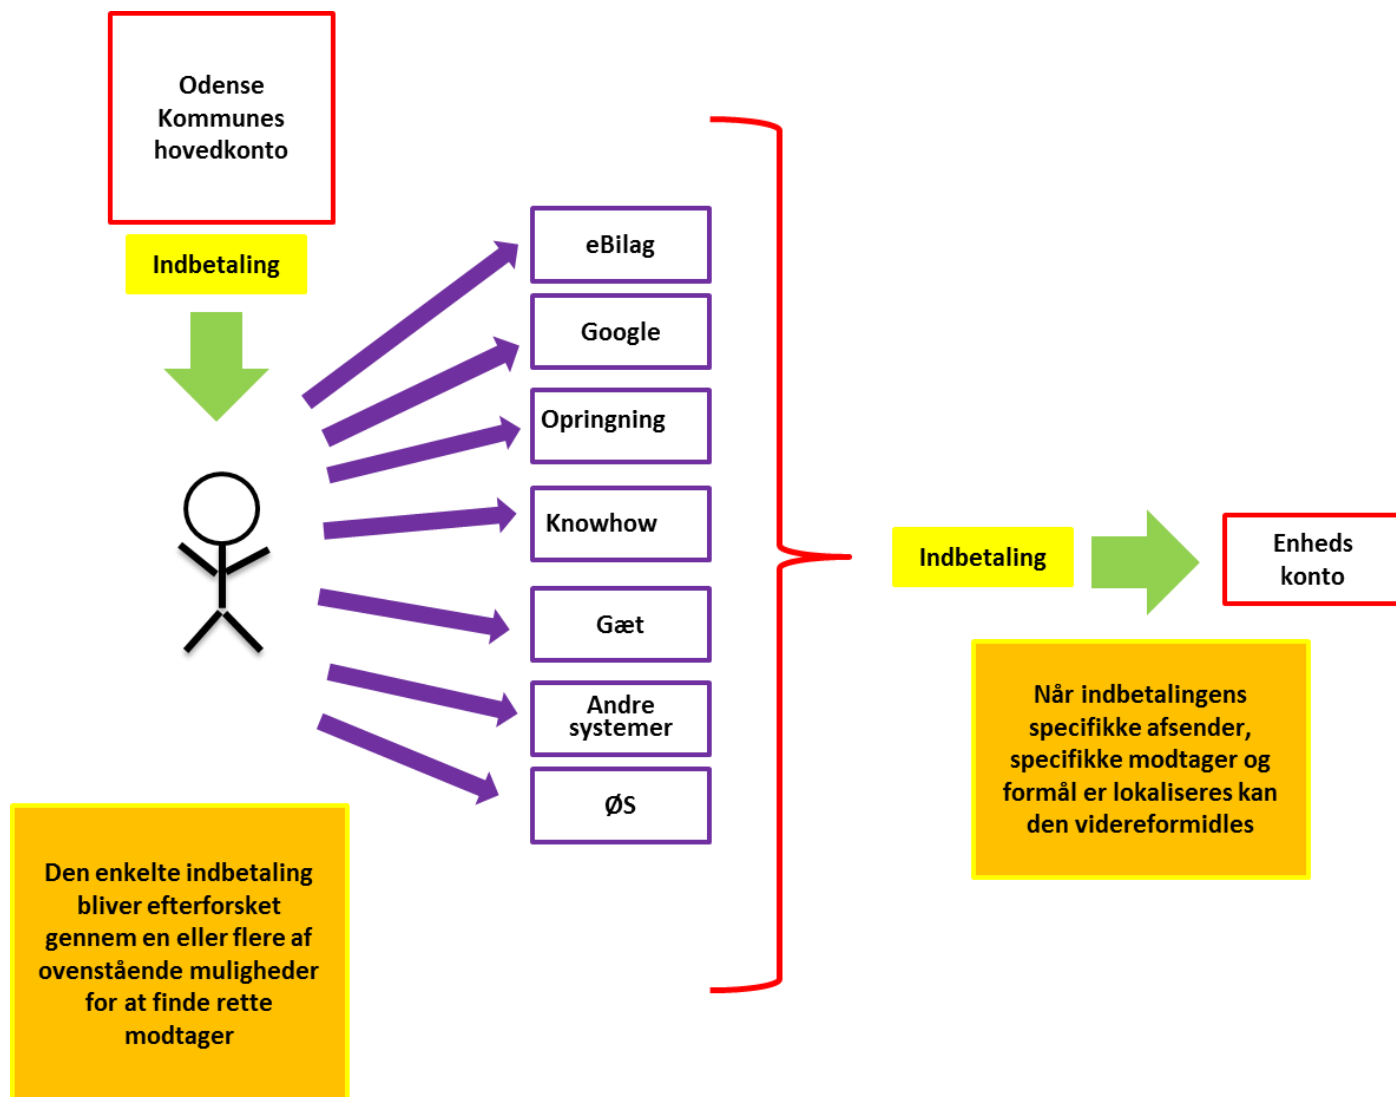 Odense
Kommunes
hovedkonto
Indbetaling
eBilag
Google
Opringning
Knowhow
Gæt
Andre
systemer
ØS
Den enkelte indbetaling
bliver efterforsket
gennem en eller flere af
ovenstående muligheder
for at finde rette
modtager
Indbetaling
Enheds
konto
Når indbetalingens
specifikke afsender,
specifikke modtager og
formål er lokaliseres kan
den videreformidles